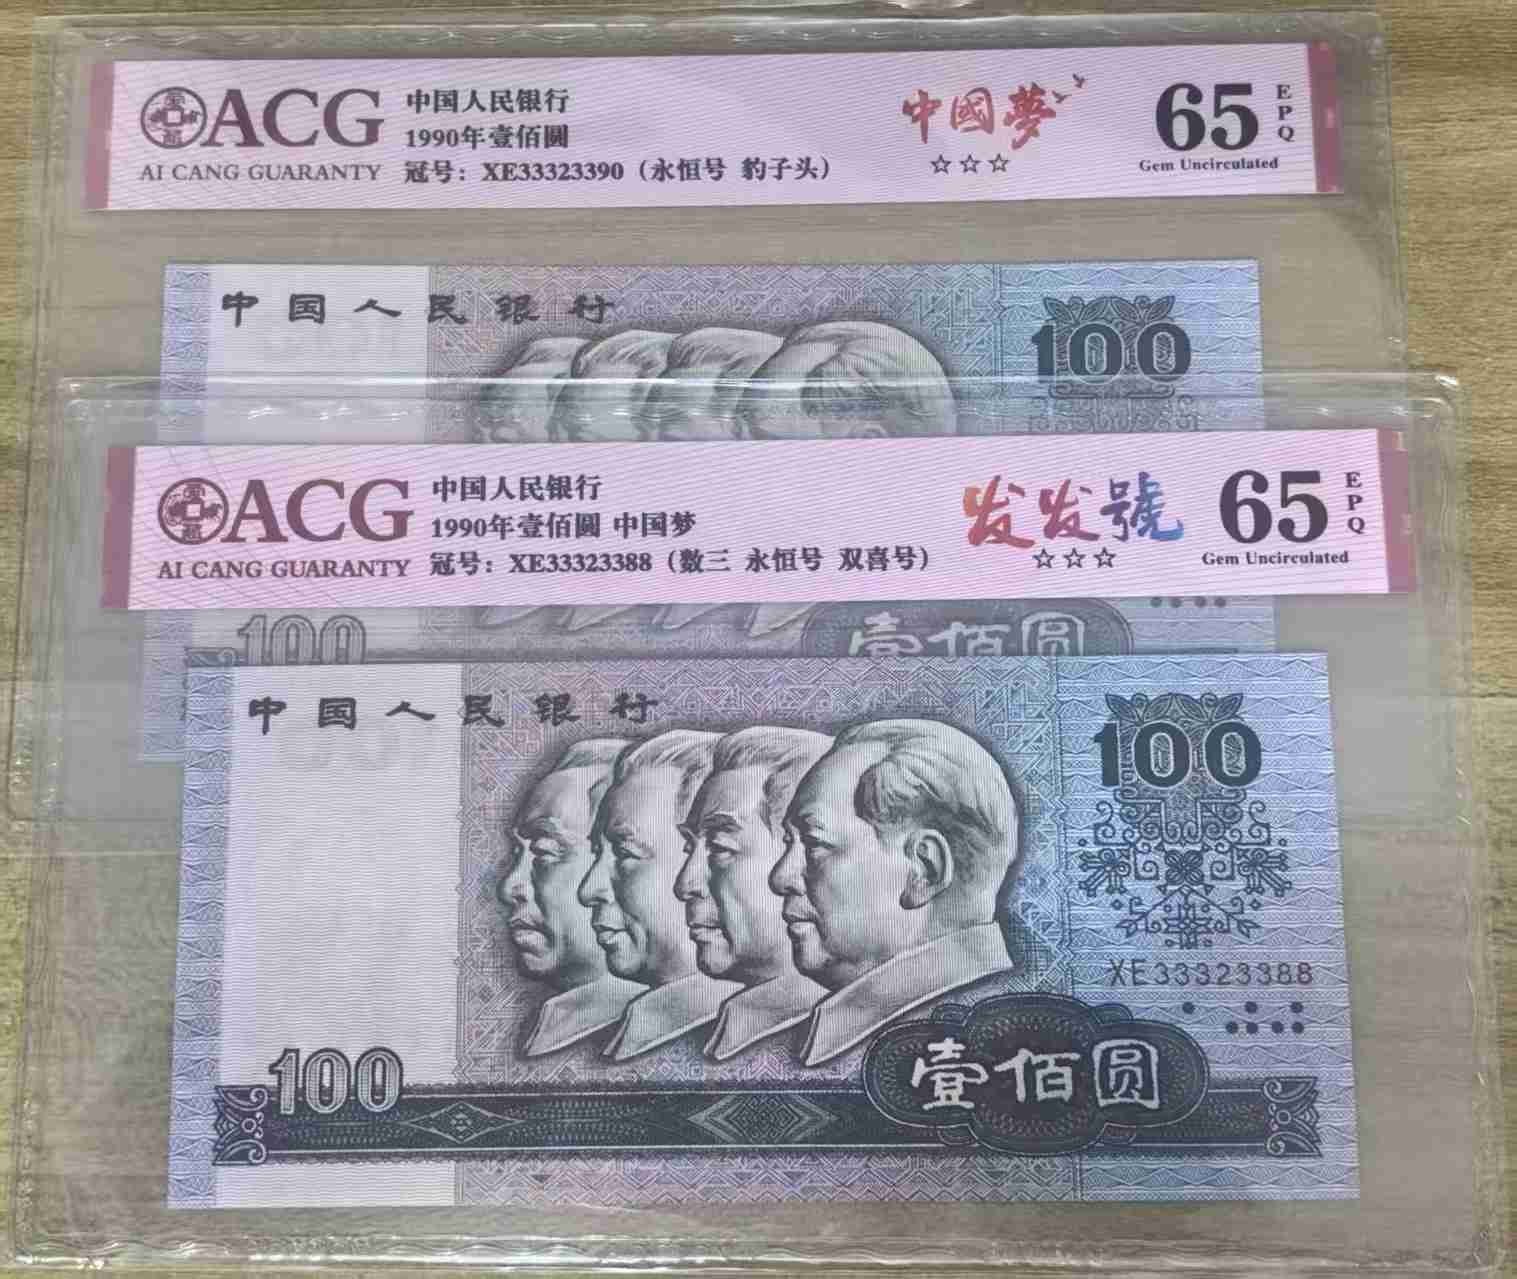 ACG
AI CANG GUARANTY
中国人民银行
1990年壹佰圆
冠号：XE33323390（永恒号 豹子头）
中國夢
☆☆☆
65
EPQ
Gem Uncirculated
中国人民银行
100
ACG
AI CANG GUARANTY
中国人民银行
1990年壹佰圆 中国梦
冠号：XE33323388（数三 永恒号 双喜号）
发发號
☆☆☆
65
EPQ
Gem Uncirculated
100
壹佰圆
中国人民银行
100
XE33323388
100
壹佰圆